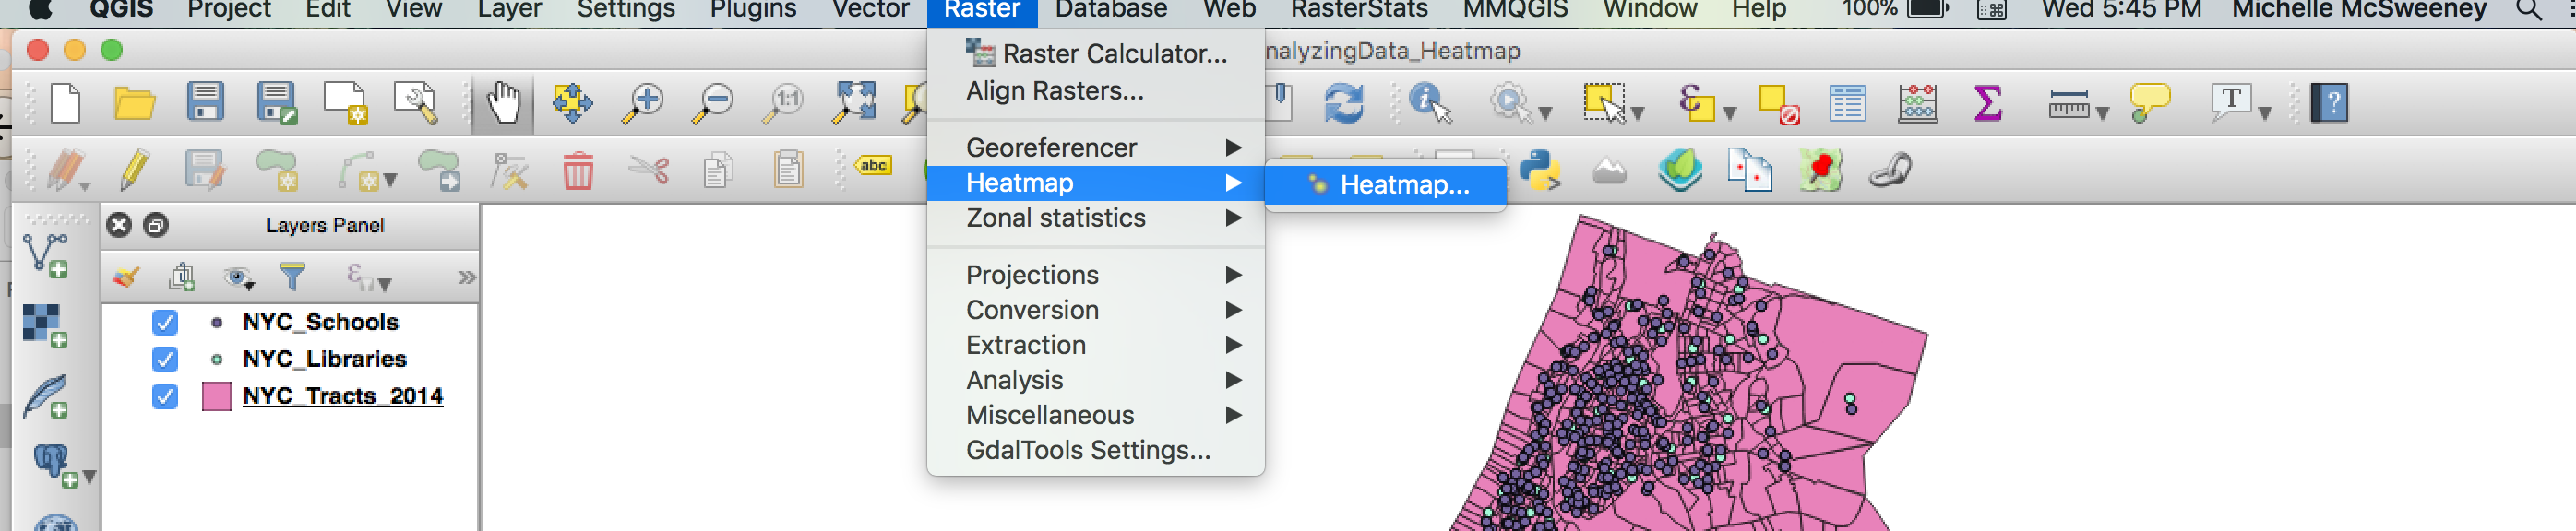 QGIS Project Edit View Layer Settings Plugins Vector Raster Database Web RasterStats MMQGIS Window Help 100% Wed 5:45 PM Michelle McSweeney
nalyzingData_Heatmap
Raster Calculator...
Align Rasters...
1:1
T
?
Georeferencer
abc
Heatmap
Heatmap...
Zonal statistics
Layers Panel
Projections
Conversion
Extraction
Analysis
Miscellaneous
GdalTools Settings...
NYC_Schools
NYC_Libraries
NYC_Tracts_2014